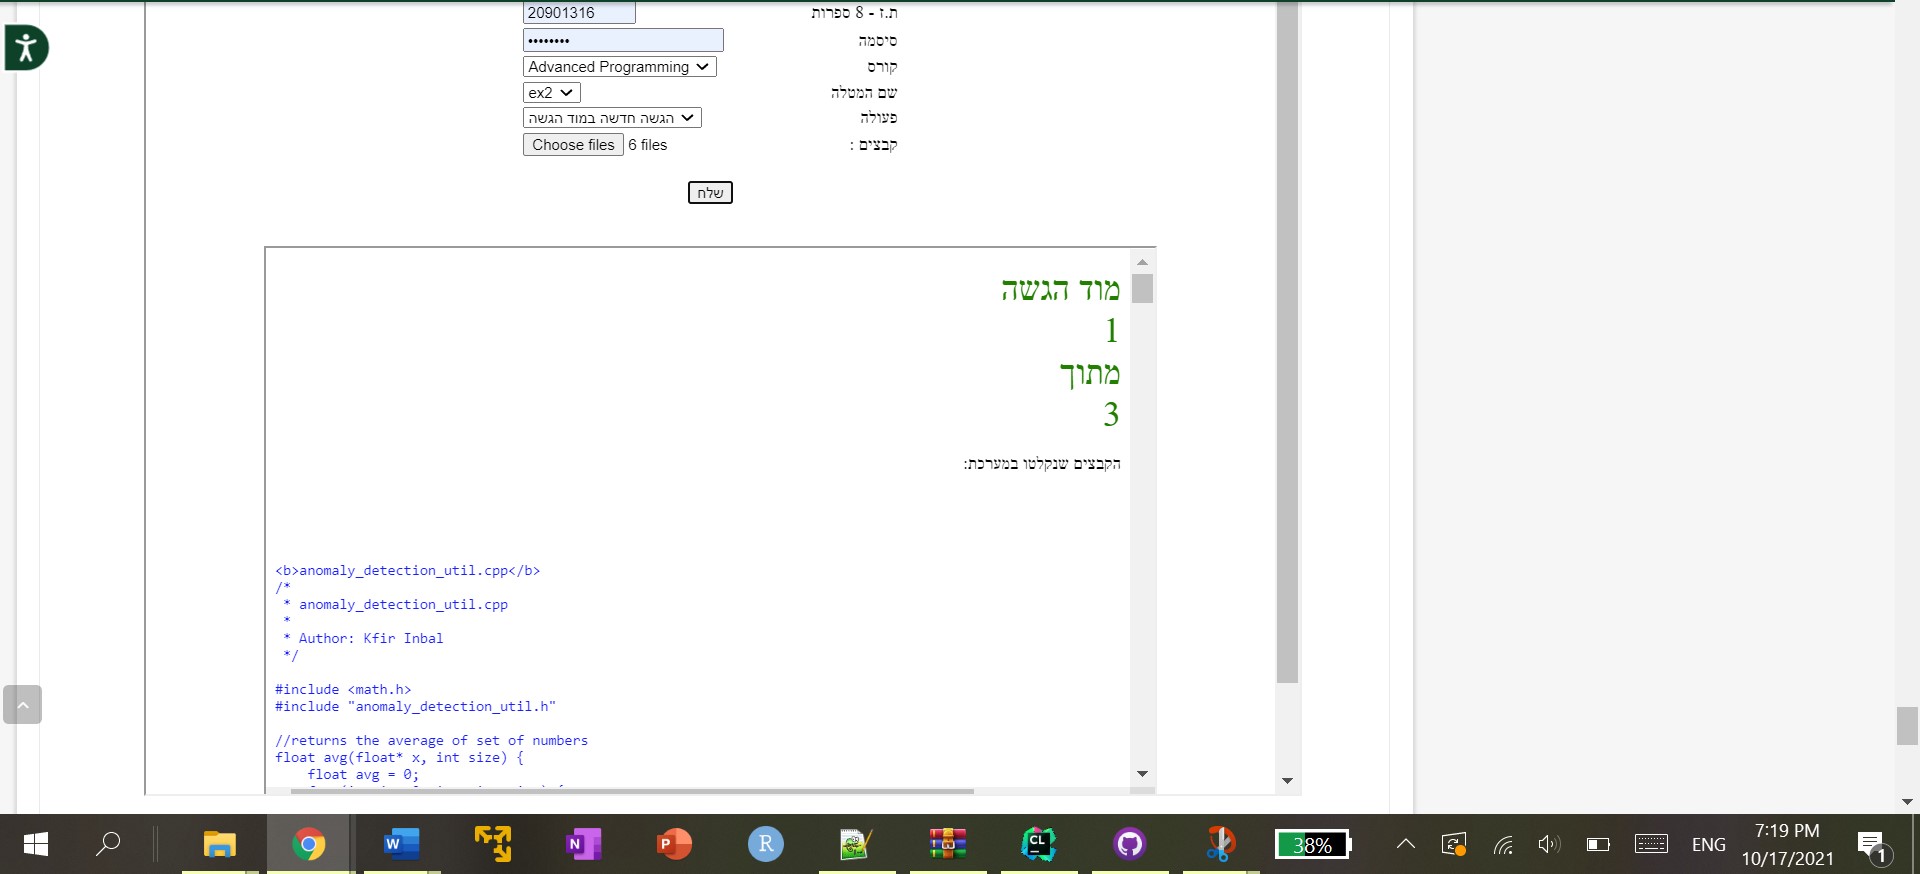 ת.ז - 8 ספרות 20901316
סיסמה ••••••••
קורס Advanced Programming
שם המטלה ex2
פעולה הגשה חדשה במוד הגשה
קבצים : Choose files 6 files
שלח
מוד הגשה
1
מתוך
3
הקבצים שנקלטו במערכת:
<b>anomaly_detection_util.cpp</b>
/*
 * anomaly_detection_util.cpp
 *
 * Author: Kfir Inbal
 */
#include <math.h>
#include "anomaly_detection_util.h"
//returns the average of set of numbers
float avg(float* x, int size) {
    float avg = 0;
38%
ENG
7:19 PM
10/17/2021
1